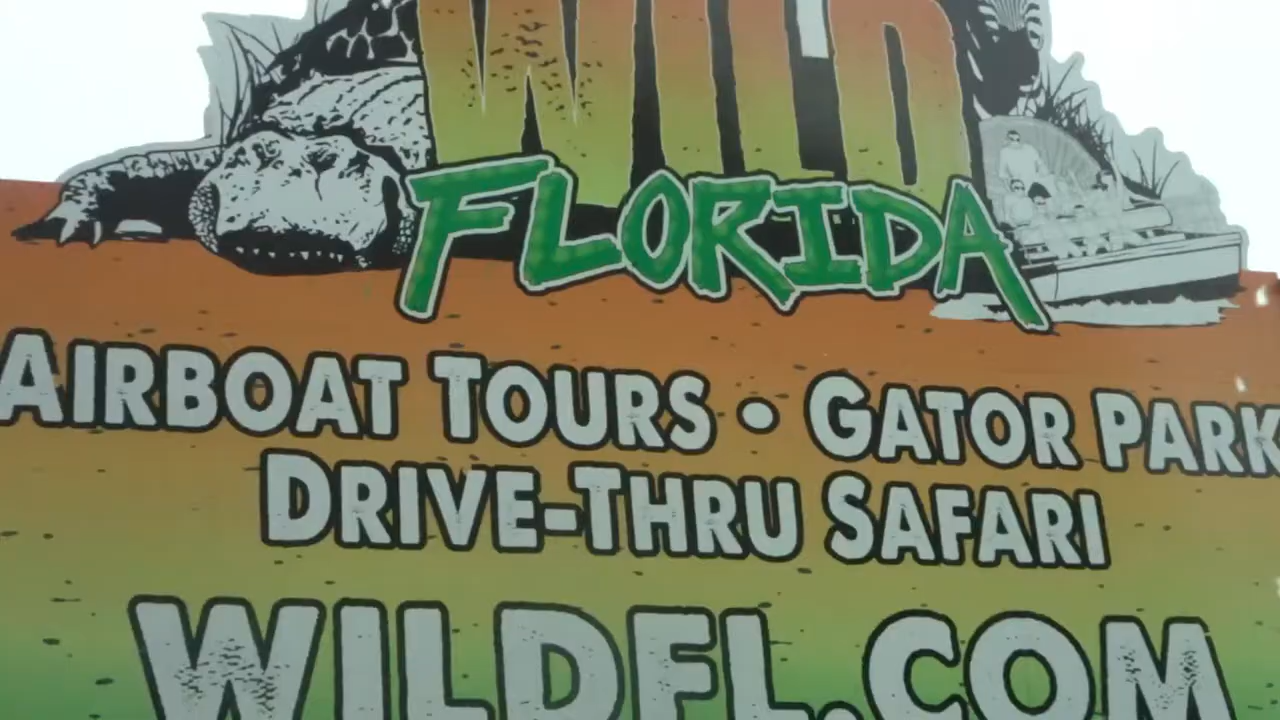 WILD
FLORIDA
AIRBOAT TOURS • GATOR PARK
DRIVE-THRU SAFARI
WILDFL.COM